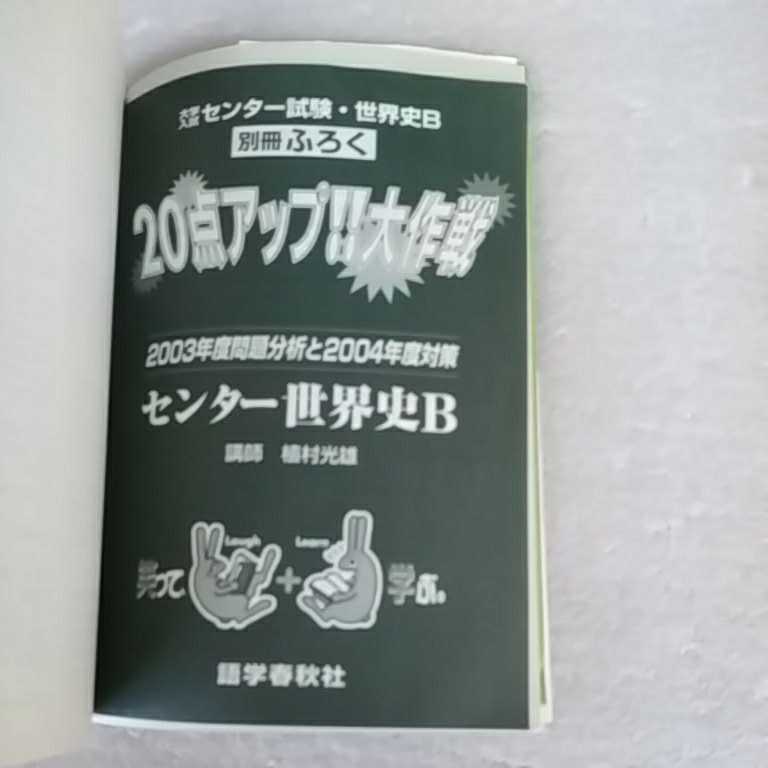 大学入試 センター試験・世界史B
別冊ふろく
20点アップ!!大作戦
2003年度問題分析と2004年度対策
センター世界史B
講師 植村光雄
Laugh Learn
笑って、+学ぶ。
語学春秋社